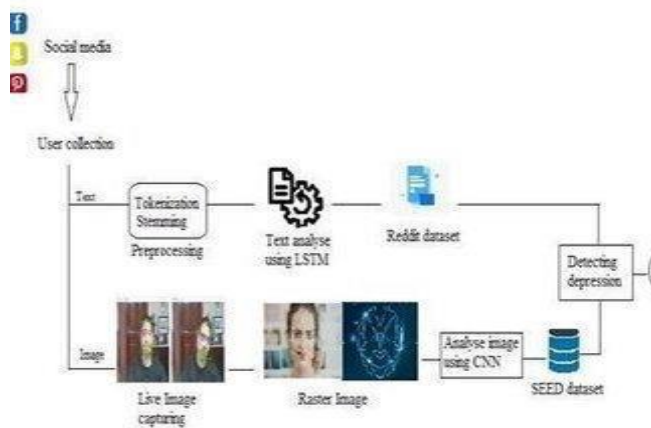 f
Social media
User collection
Text
Tokenization
Stemming
Preprocessing
Text analyse
using LSTM
Reddit dataset
Detecting
depression
Image
Live Image
capturing
Raster Image
Analyse image
using CNN
SEED dataset